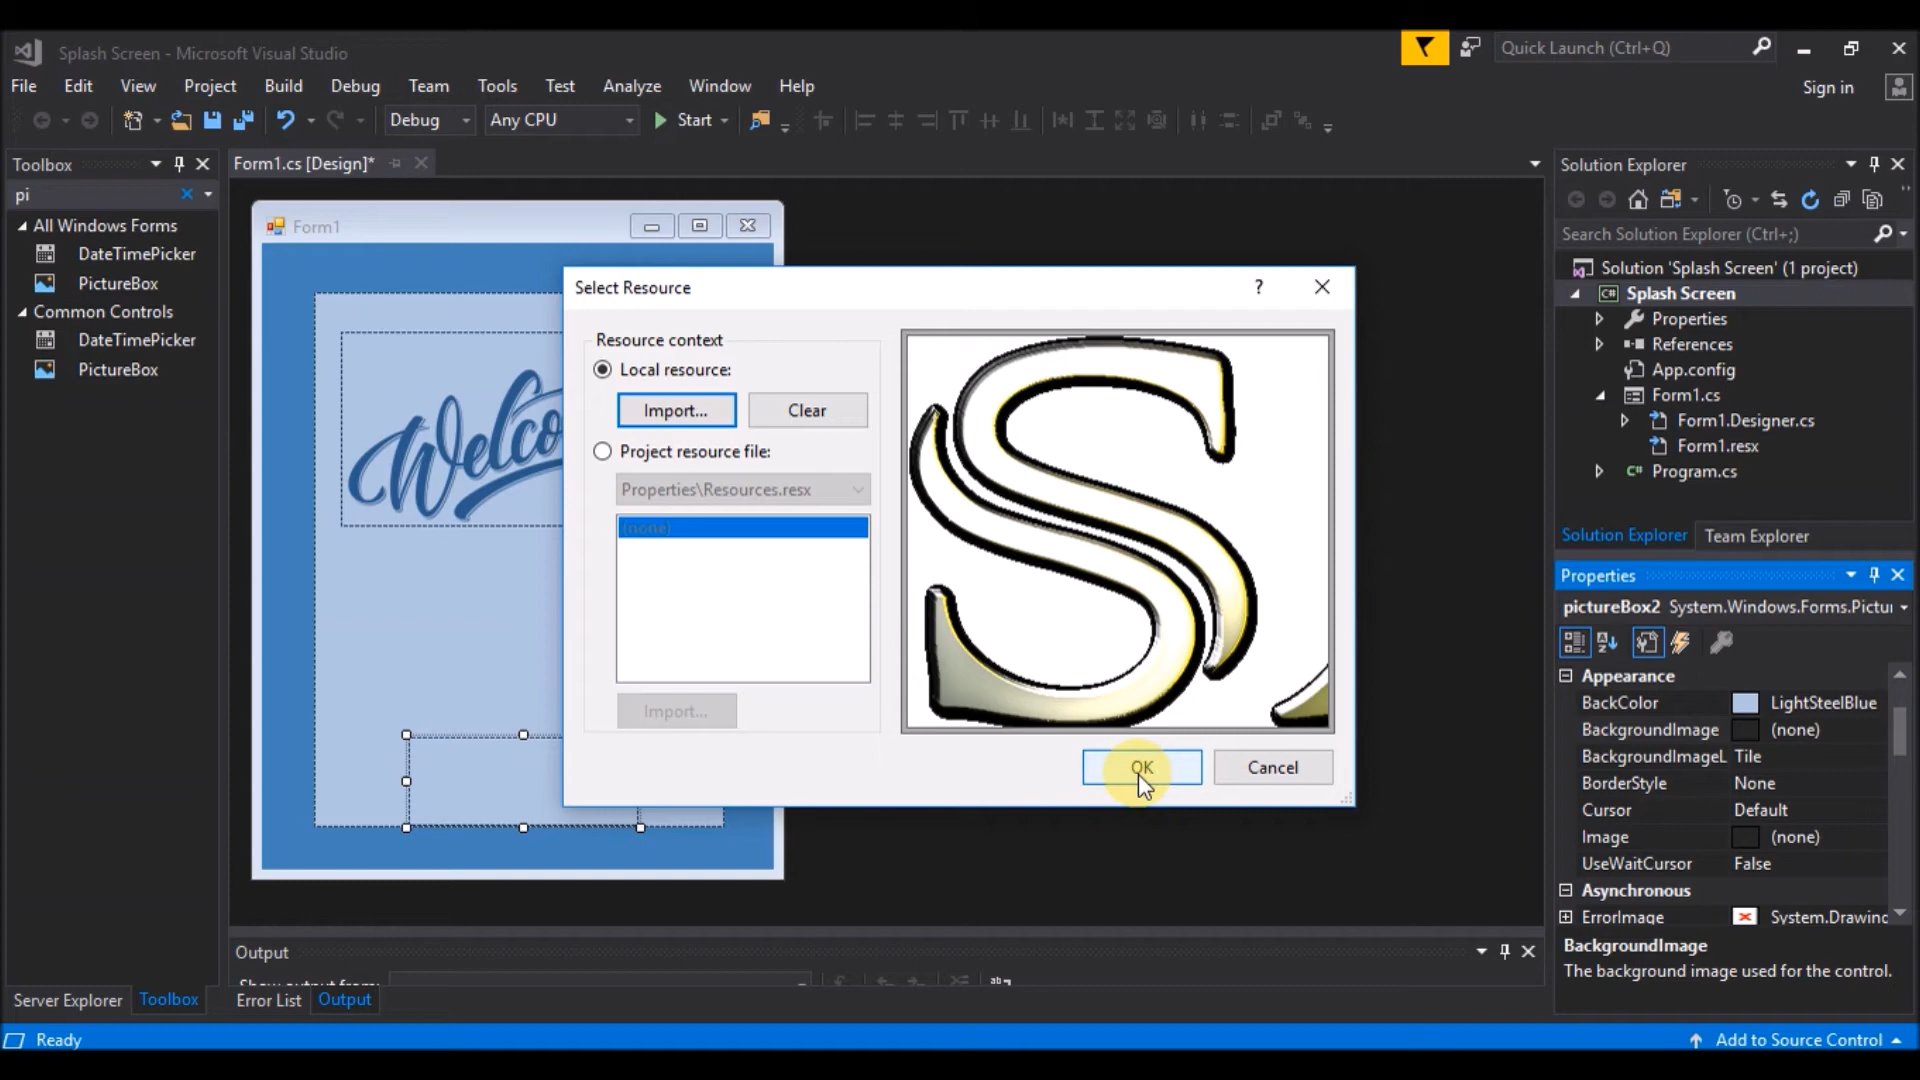 Splash Screen - Microsoft Visual Studio
Quick Launch (Ctrl+Q)
File Edit View Project Build Debug Team Tools Test Analyze Window Help
Sign in
Debug Any CPU Start
Toolbox
Form1.cs [Design]*
pi
All Windows Forms
DateTimePicker
PictureBox
Common Controls
DateTimePicker
PictureBox
Form1
Welco
Select Resource
?
Resource context
Local resource:
Import...
Clear
Project resource file:
Properties\Resources.resx
(none)
Import...
S
OK
Cancel
Solution Explorer
Search Solution Explorer (Ctrl+;)
Solution 'Splash Screen' (1 project)
C# Splash Screen
Properties
References
App.config
Form1.cs
Form1.Designer.cs
Form1.resx
C# Program.cs
Solution Explorer Team Explorer
Properties
pictureBox2 System.Windows.Forms.Pictu
Appearance
BackColor LightSteelBlue
BackgroundImage (none)
BackgroundImageL Tile
BorderStyle None
Cursor Default
Image (none)
UseWaitCursor False
Asynchronous
ErrorImage System.Drawing
BackgroundImage
The background image used for the control.
Output
Show output from:
Server Explorer Toolbox
Error List Output
Ready
Add to Source Control